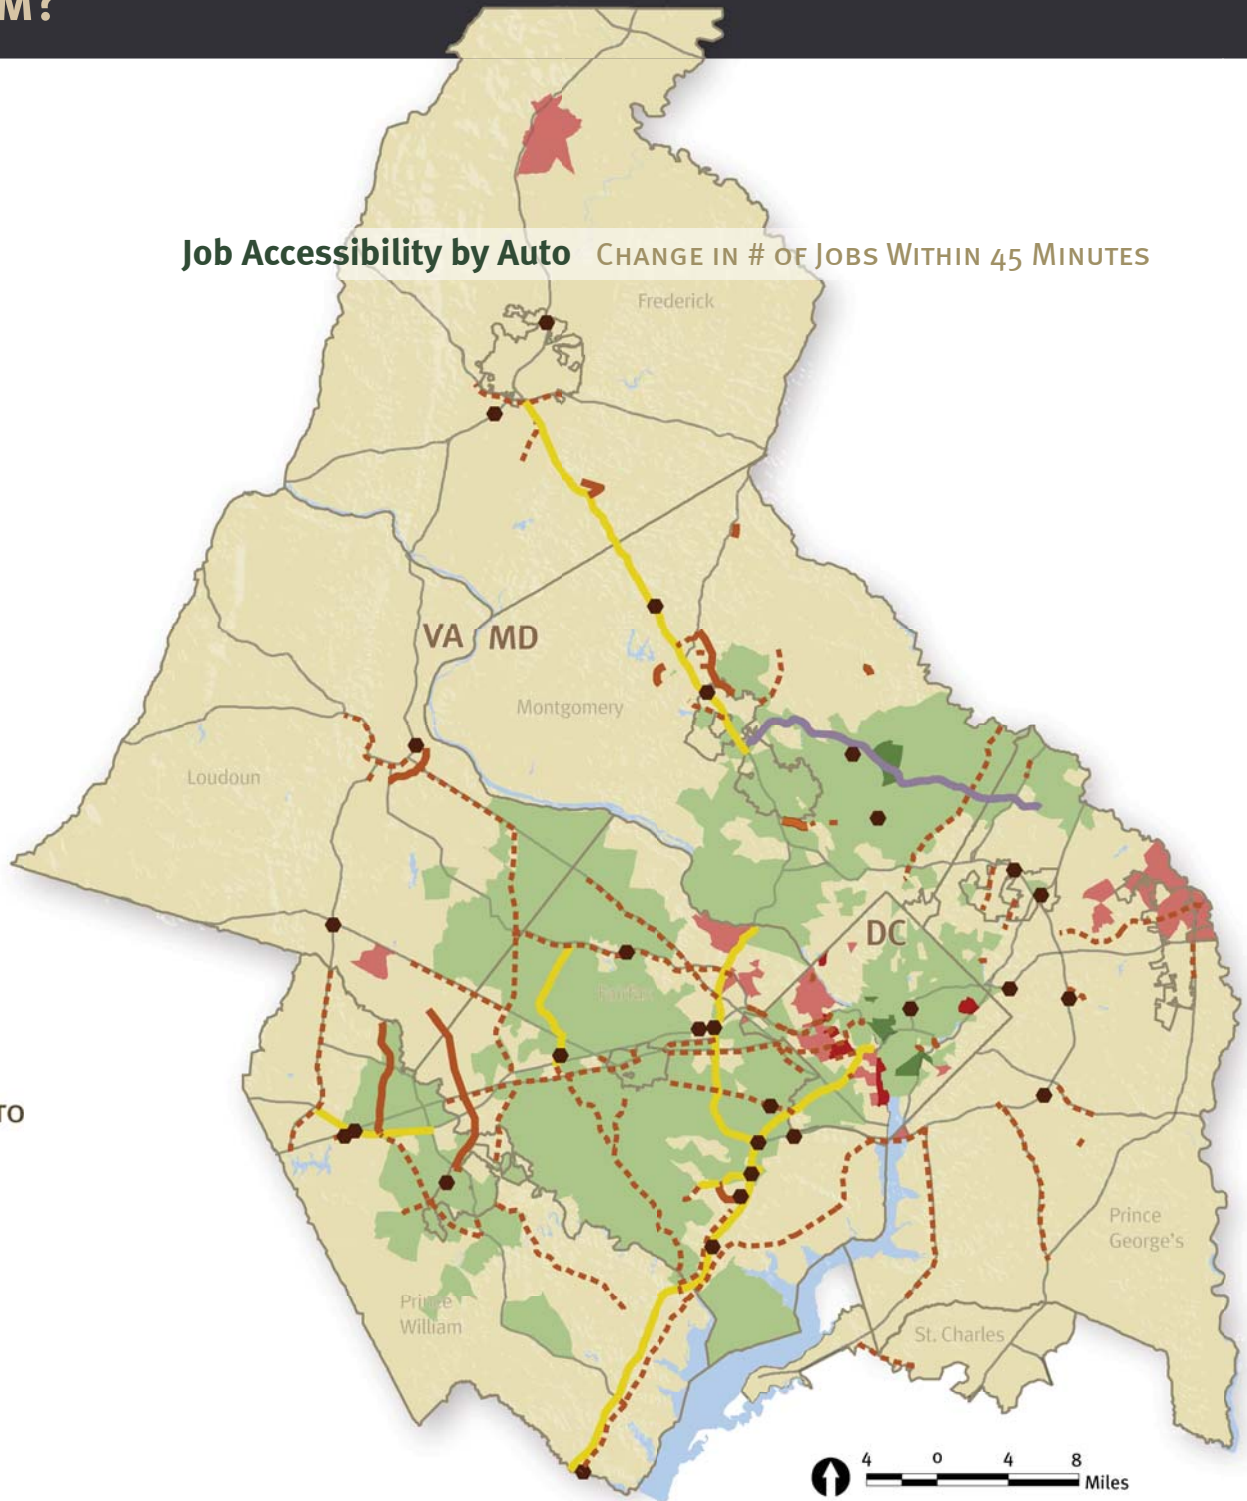 M?
Job Accessibility by Auto CHANGE IN # OF JOBS WITHIN 45 MINUTES
Frederick
VA MD
Montgomery
Loudoun
DC
Fairfax
TO
Prince
George's
Prince
William
St. Charles
4 0 4 8
Miles